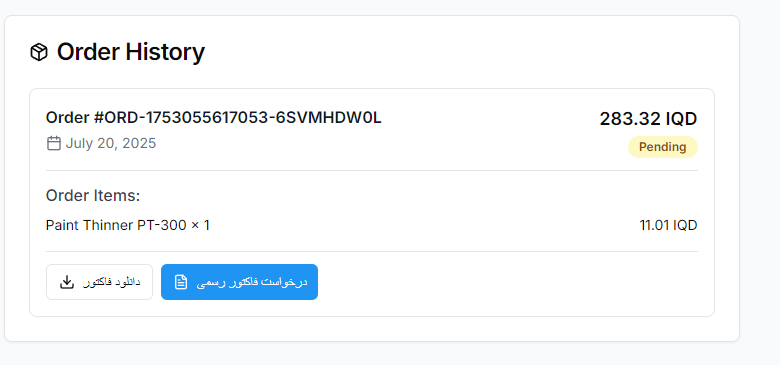 Order History
Order #ORD-1753055617053-6SVMHDW0L
283.32 IQD
July 20, 2025
Pending
Order Items:
Paint Thinner PT-300 × 1
11.01 IQD
دانلود فاکتور
درخواست فاکتور رسمی